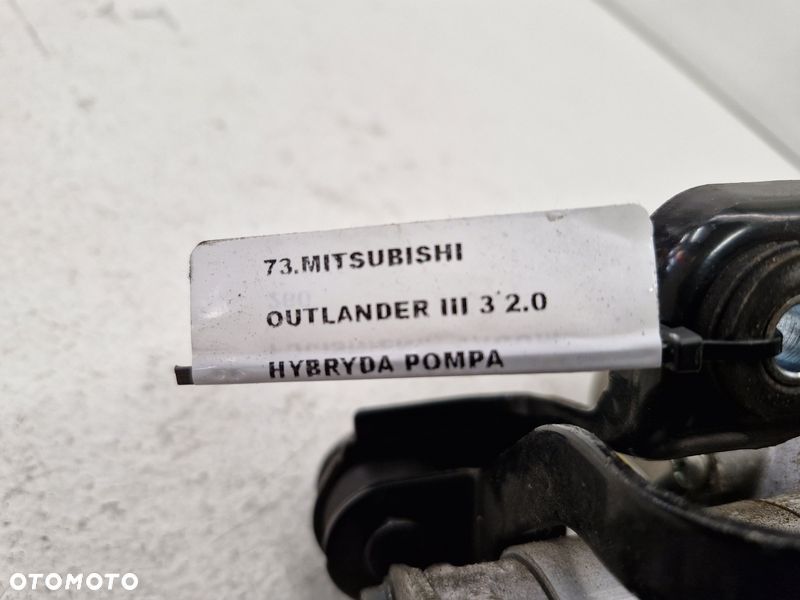 73.MITSUBISHI
OUTLANDER III 3 2.0
HYBRYDA POMPA
OTOMOTO